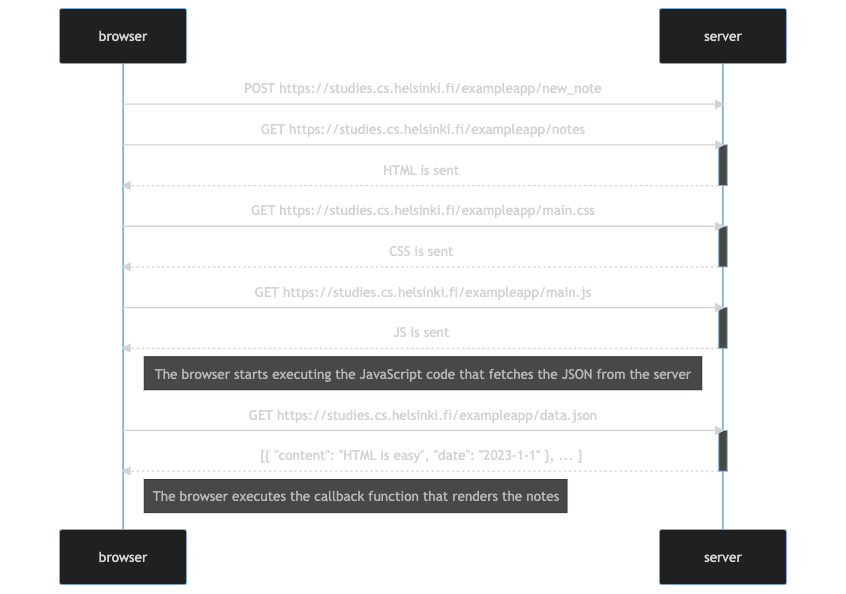 browser
server
POST https://studies.cs.helsinki.fi/exampleapp/new_note
GET https://studies.cs.helsinki.fi/exampleapp/notes
HTML is sent
GET https://studies.cs.helsinki.fi/exampleapp/main.css
CSS is sent
GET https://studies.cs.helsinki.fi/exampleapp/main.js
JS is sent
The browser starts executing the JavaScript code that fetches the JSON from the server
GET https://studies.cs.helsinki.fi/exampleapp/data.json
[{ "content": "HTML is easy", "date": "2023-1-1" }, ... ]
The browser executes the callback function that renders the notes
browser
server